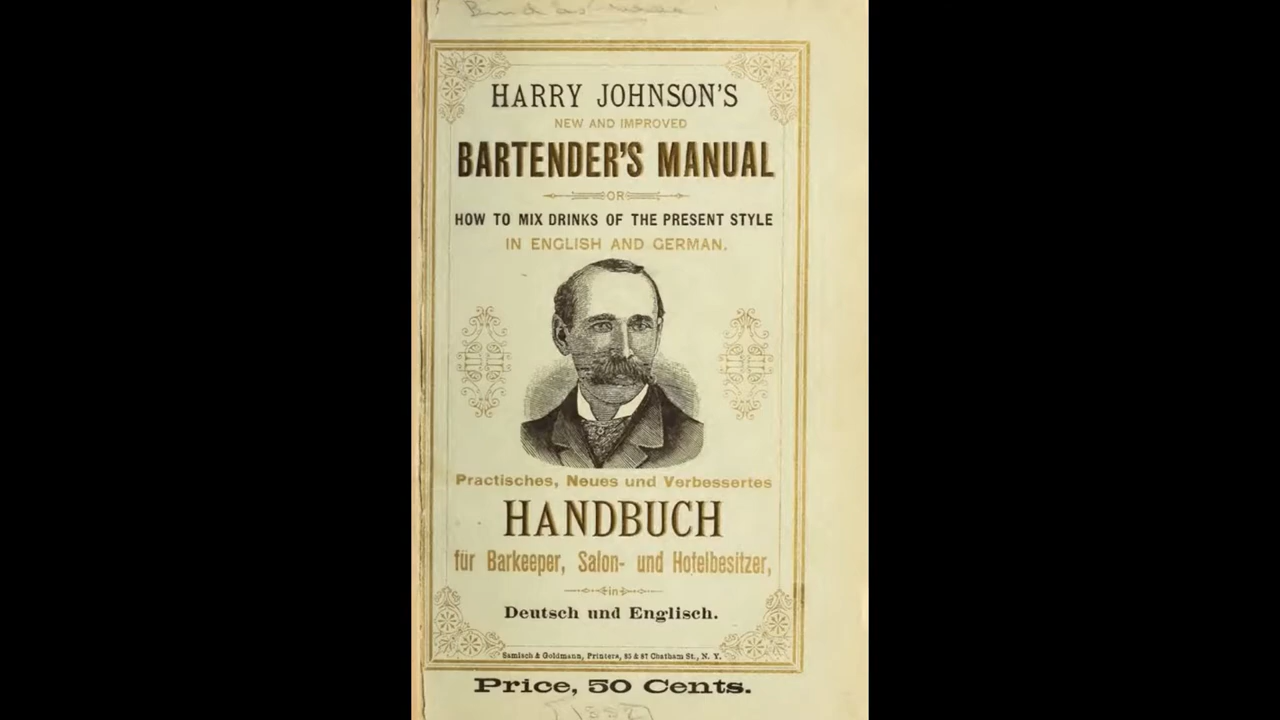 HARRY JOHNSON'S
NEW AND IMPROVED
BARTENDER'S MANUAL
OR
HOW TO MIX DRINKS OF THE PRESENT STYLE
IN ENGLISH AND GERMAN.
Practisches, Neues und Verbessertes
HANDBUCH
für Barkeeper, Salon- und Hotelbesitzer,
in
Deutsch und Englisch.
Samisch & Goldmann, Printers, 85 & 87 Chatham St., N. Y.
Price, 50 Cents.
[1882]